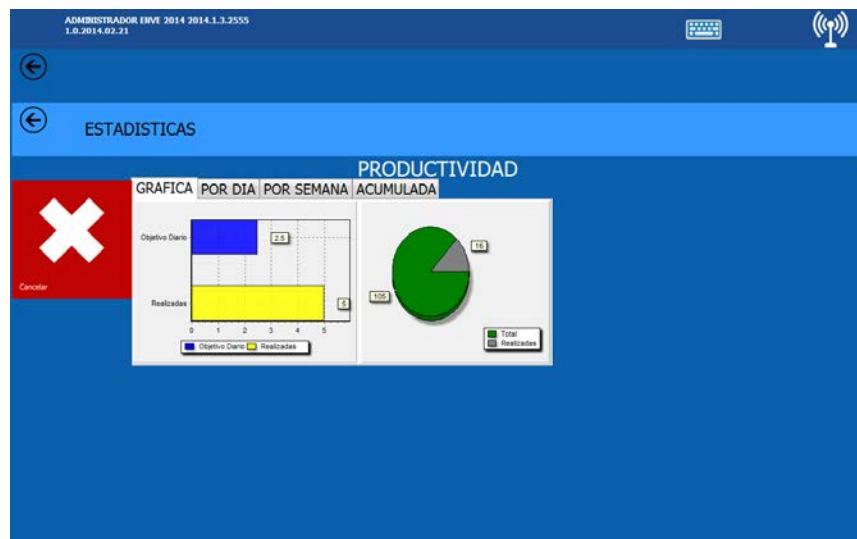 ADMINISTRADOR ENVE 2014 2014.1.3.2555
1.0.2014.02.21
ESTADISTICAS
PRODUCTIVIDAD
GRAFICA POR DIA POR SEMANA ACUMULADA
Cancelar
Objetivo Diario
2.5
Realizadas
5
0 1 2 3 4 5
Objetivo Diario Realizadas
16
105
Total
Realizadas